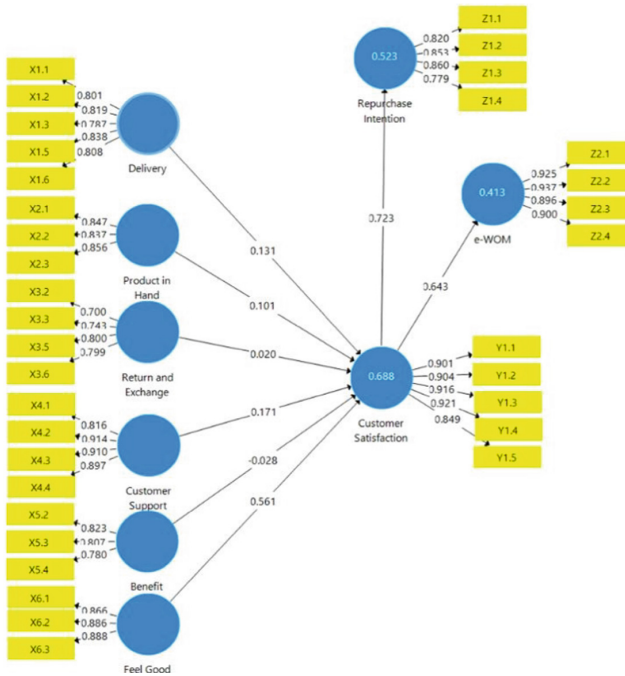 Z1.1
0.820
Z1.2
0.853
0.523
0.860
Z1.3
0.779
Repurchase
Intention
Z1.4
X1.1
X1.2
0.801
0.819
X1.3
0.787
0.838
X1.5
0.808
X1.6
Delivery
Z2.1
0.925
0.937
Z2.2
0.413
0.896
Z2.3
0.900
e-WOM
Z2.4
X2.1
0.847
X2.2
0.837
0.856
X2.3
Product in
Hand
0.723
0.131
0.101
0.643
X3.2
0.700
X3.3
0.743
0.800
X3.5
0.799
X3.6
Return and
Exchange
0.020
Y1.1
0.901
0.688
0.904
Y1.2
0.916
Y1.3
0.921
0.849
Y1.4
Customer
Satisfaction
Y1.5
X4.1
0.816
X4.2
0.914
0.910
X4.3
0.897
X4.4
Customer
Support
0.171
-0.028
0.561
X5.2
0.823
X5.3
0.807
0.780
X5.4
Benefit
X6.1
0.866
X6.2
0.886
0.888
X6.3
Feel Good